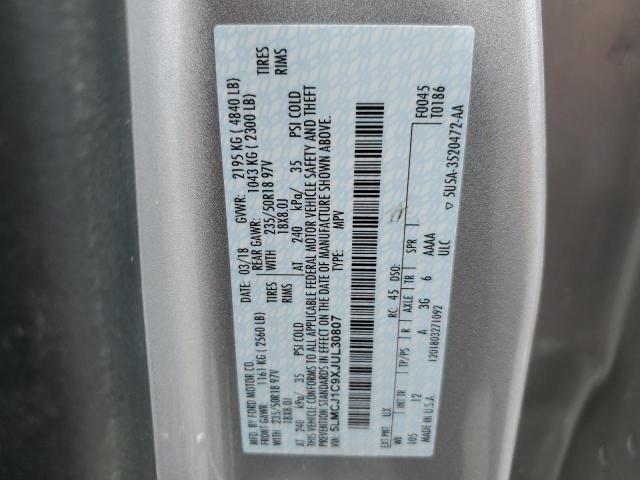 MFD. BY FORD MOTOR CO.
DATE: 03/18 GVWR: 2195 KG ( 4840 LB)
FRONT GAWR: 1161 KG ( 2560 LB) REAR GAWR: 1043 KG ( 2300 LB)
WITH 235/50R18 97V TIRES WITH 235/50R18 97V TIRES
18X8.0J RIMS 18X8.0J RIMS
AT 240 kPa/ 35 PSI COLD AT 240 kPa/ 35 PSI COLD
THIS VEHICLE CONFORMS TO ALL APPLICABLE FEDERAL MOTOR VEHICLE SAFETY AND THEFT
PREVENTION STANDARDS IN EFFECT ON THE DATE OF MANUFACTURE SHOWN ABOVE.
VIN: 5LMCJ1C9XJUL30807 TYPE: MPV
F0045
T0186
EXT PNT: UX RC: 45 DSO:
WB INT TR TP/PS R AXLE TR SPR
105 12 A 3G 6 AAAA
MADE IN U.S.A. 1201803271092 ULC
▽ 5U5A-3520472-AA